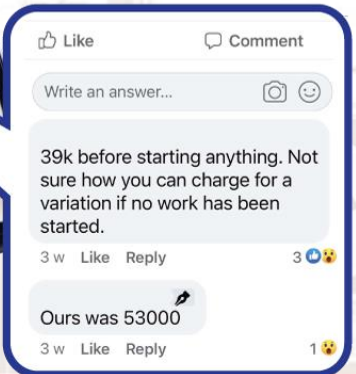 Like Comment
Write an answer...
39k before starting anything. Not
sure how you can charge for a
variation if no work has been
started.
3 w Like Reply 3
Ours was 53000
3 w Like Reply 1